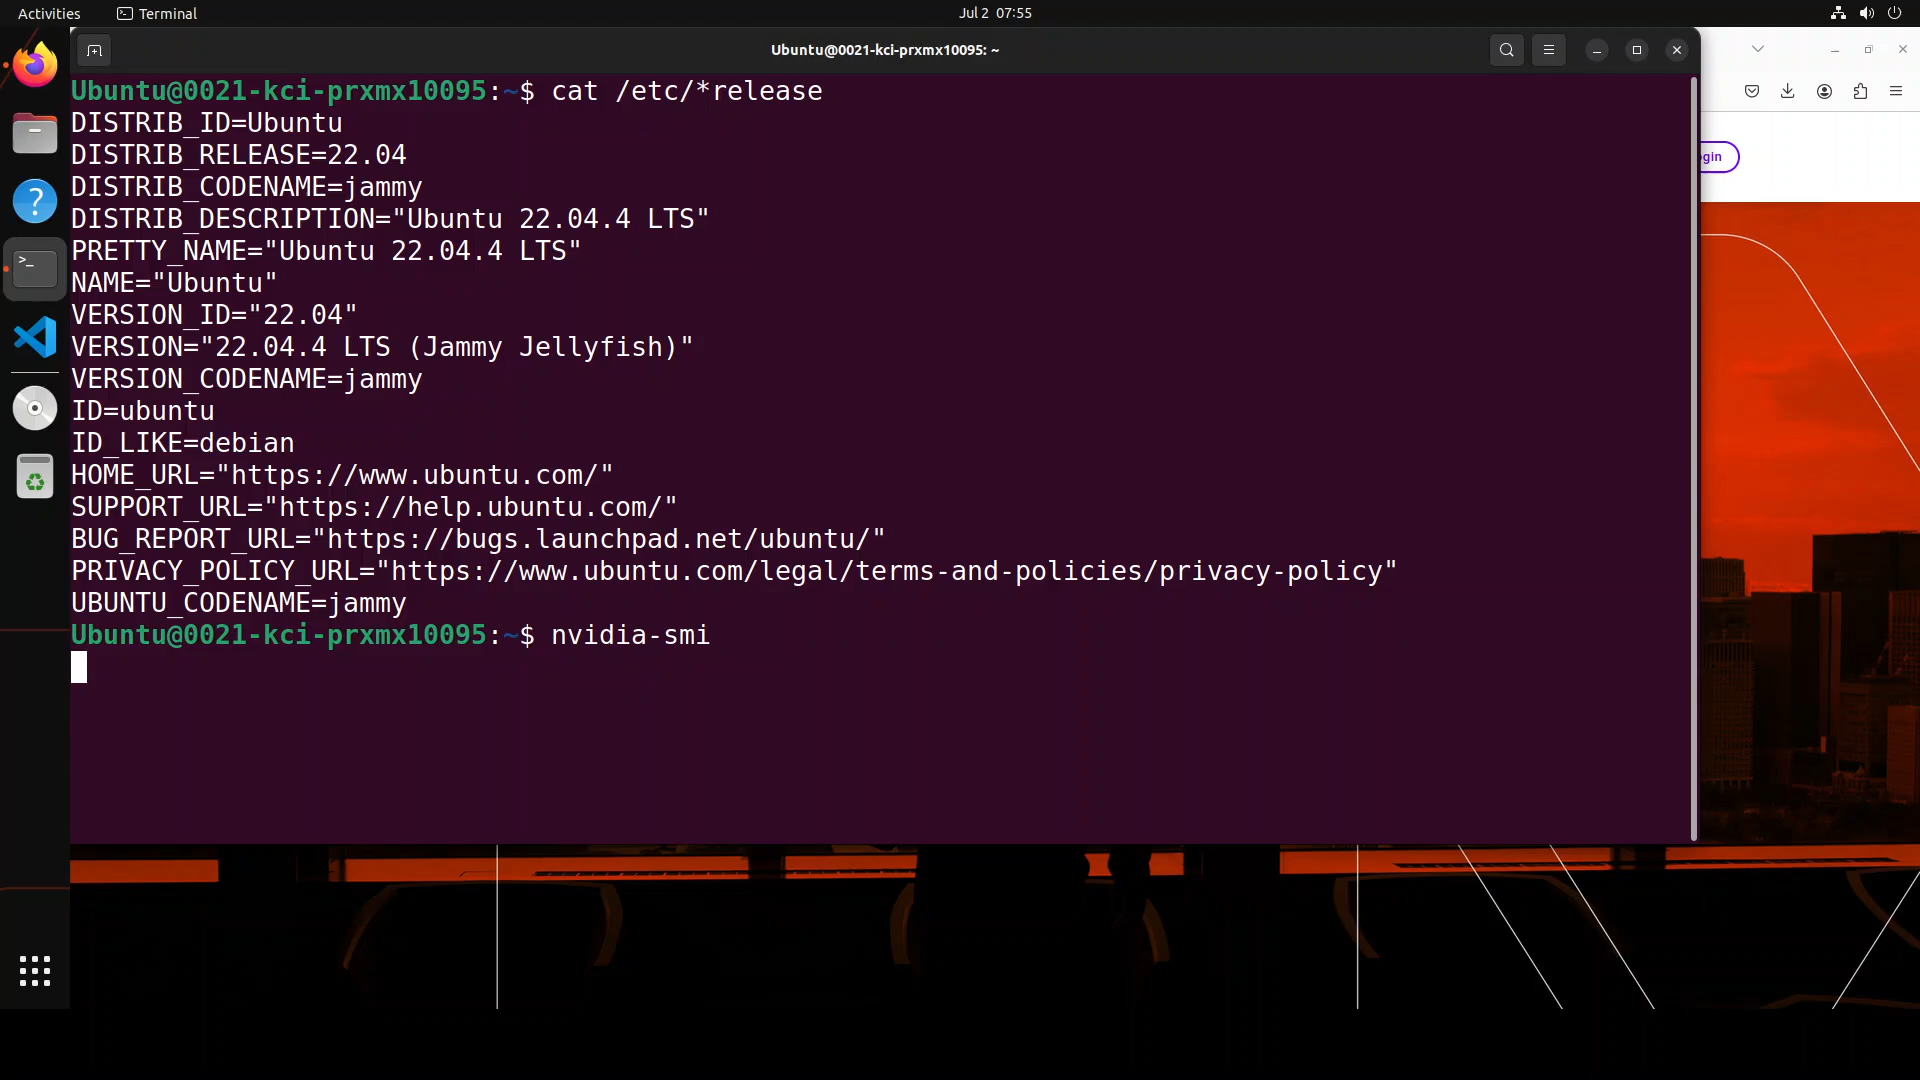 Activities Terminal Jul 2 07:55
Ubuntu@0021-kci-prxmx10095: ~
Ubuntu@0021-kci-prxmx10095:~$ cat /etc/*release
DISTRIB_ID=Ubuntu
DISTRIB_RELEASE=22.04
DISTRIB_CODENAME=jammy
DISTRIB_DESCRIPTION="Ubuntu 22.04.4 LTS"
PRETTY_NAME="Ubuntu 22.04.4 LTS"
NAME="Ubuntu"
VERSION_ID="22.04"
VERSION="22.04.4 LTS (Jammy Jellyfish)"
VERSION_CODENAME=jammy
ID=ubuntu
ID_LIKE=debian
HOME_URL="https://www.ubuntu.com/"
SUPPORT_URL="https://help.ubuntu.com/"
BUG_REPORT_URL="https://bugs.launchpad.net/ubuntu/"
PRIVACY_POLICY_URL="https://www.ubuntu.com/legal/terms-and-policies/privacy-policy"
UBUNTU_CODENAME=jammy
Ubuntu@0021-kci-prxmx10095:~$ nvidia-smi